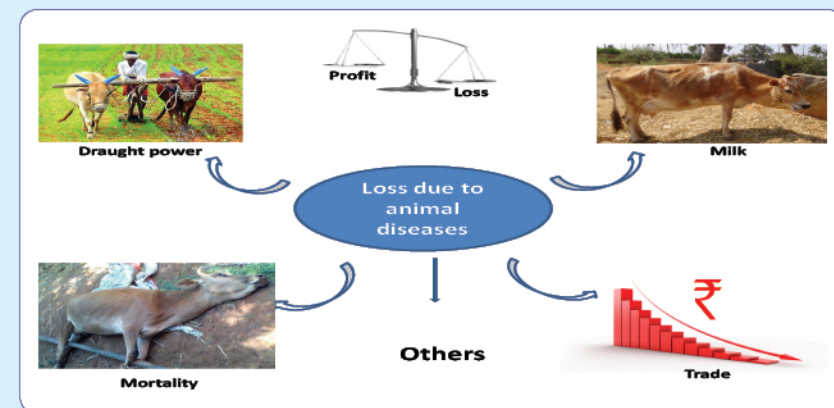 Profit
Loss
Draught power
Milk
Loss due to
animal
diseases
Mortality
Others
₹
Trade